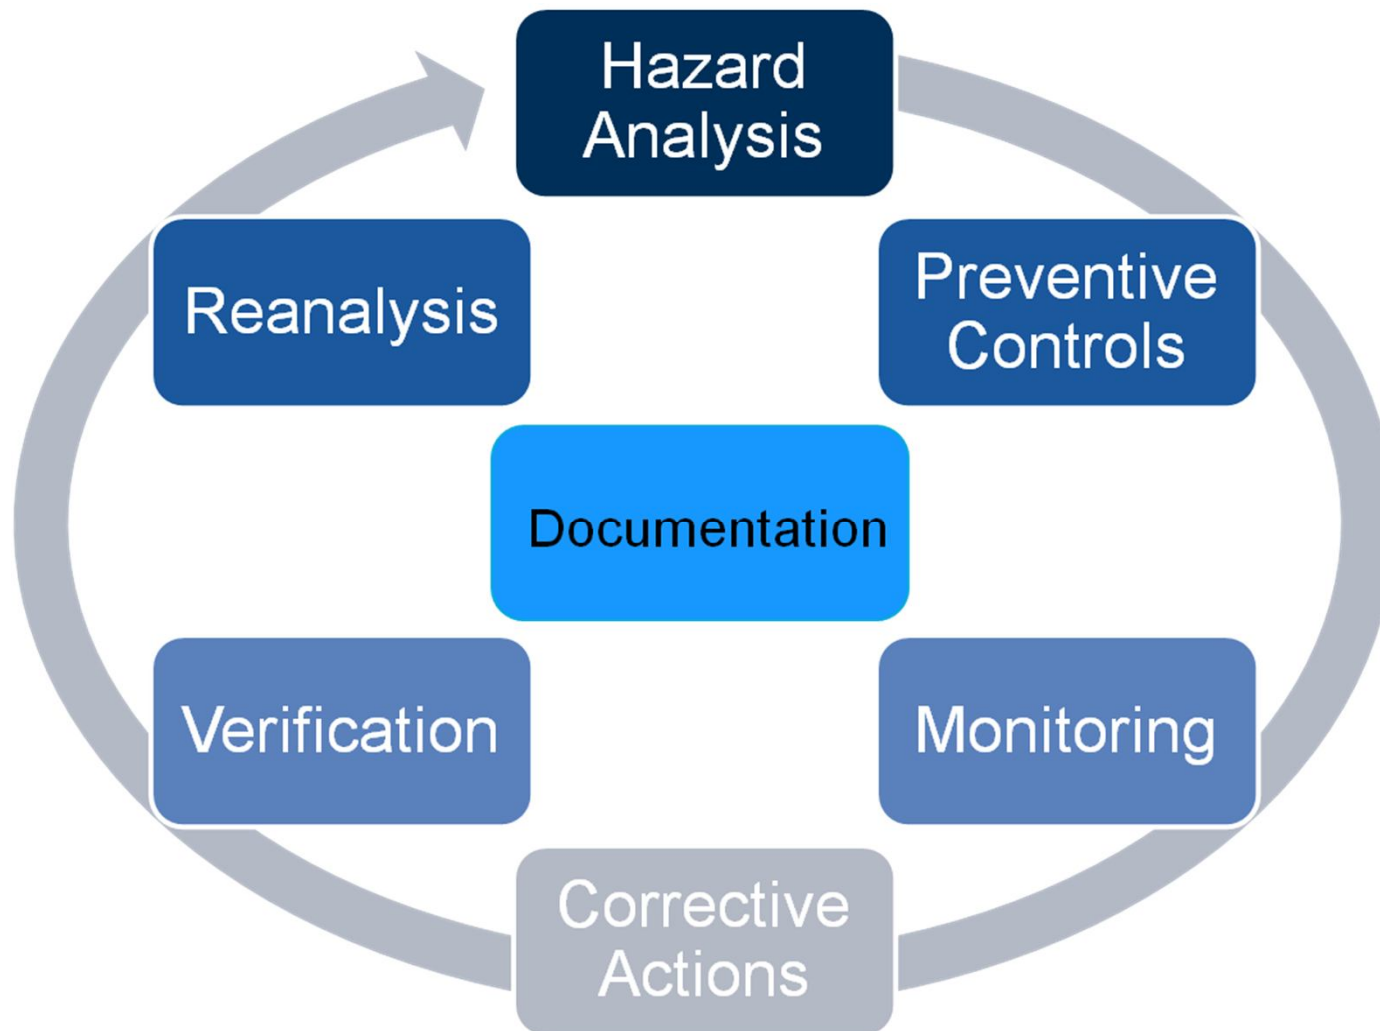 Hazard
Analysis
Preventive
Controls
Monitoring
Corrective
Actions
Verification
Reanalysis
Documentation